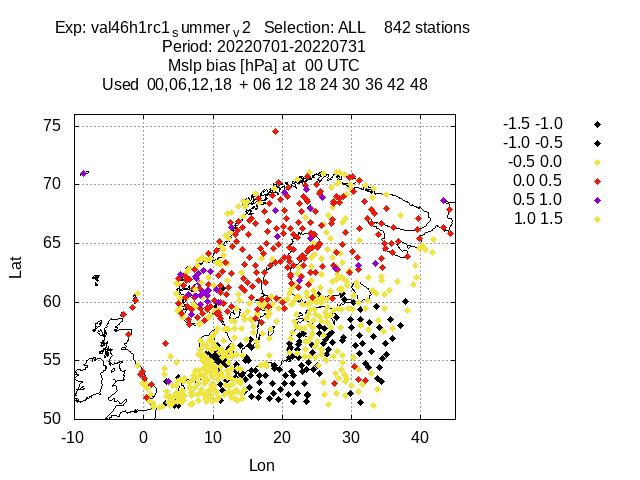 Exp: val46h1rc1summerv2 Selection: ALL 842 stations
Period: 20220701-20220731
Mslp bias [hPa] at 00 UTC
Used 00,06,12,18 + 06 12 18 24 30 36 42 48
-1.5 -1.0
-1.0 -0.5
-0.5 0.0
0.0 0.5
0.5 1.0
1.0 1.5
75
70
65
60
55
50
Lat
-10 0 10 20 30 40
Lon